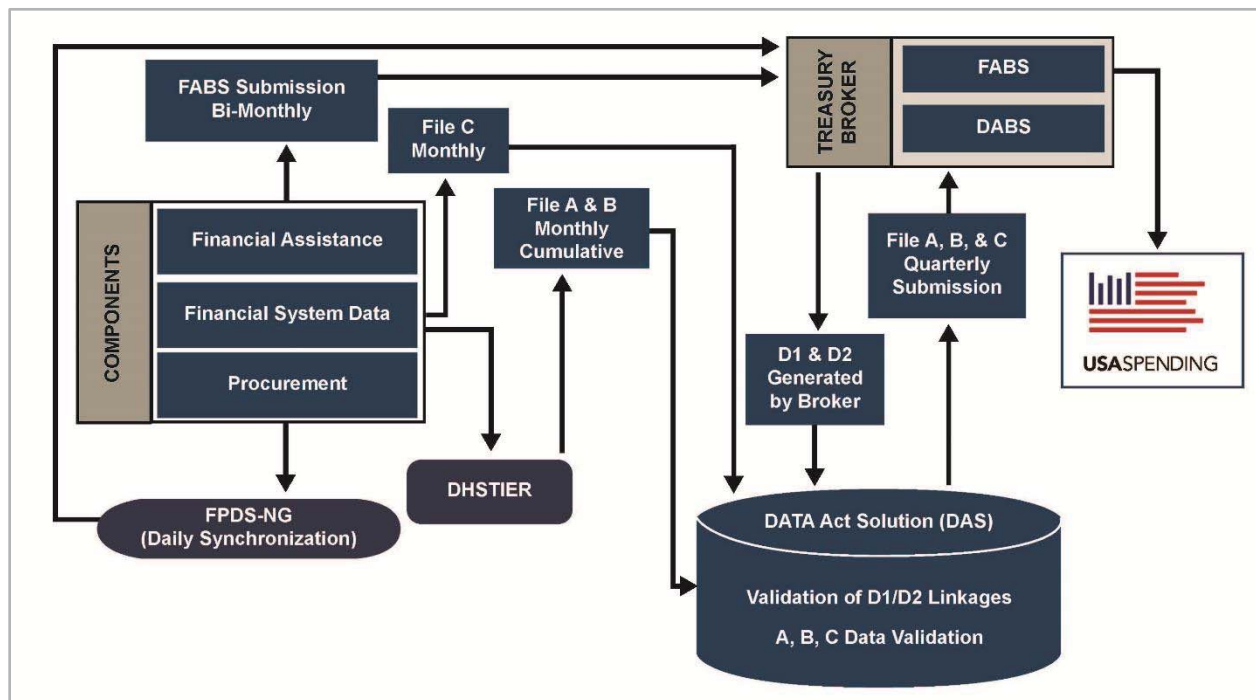 FABS Submission
Bi-Monthly
File C
Monthly
File A & B
Monthly
Cumulative
COMPONENTS
Financial Assistance
Financial System Data
Procurement
FPDS-NG
(Daily Synchronization)
DHSTIER
TREASURY
BROKER
FABS
DABS
File A, B, & C
Quarterly
Submission
D1 & D2
Generated
by Broker
USASPENDING
DATA Act Solution (DAS)
Validation of D1/D2 Linkages
A, B, C Data Validation